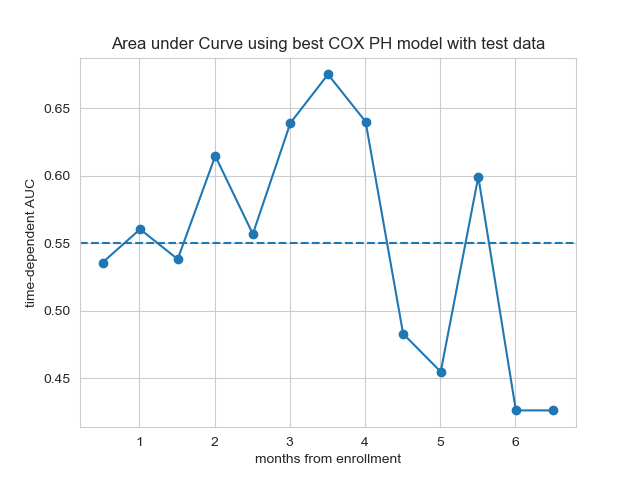 Area under Curve using best COX PH model with test data
time-dependent AUC
0.65
0.60
0.55
0.50
0.45
1 2 3 4 5 6
months from enrollment